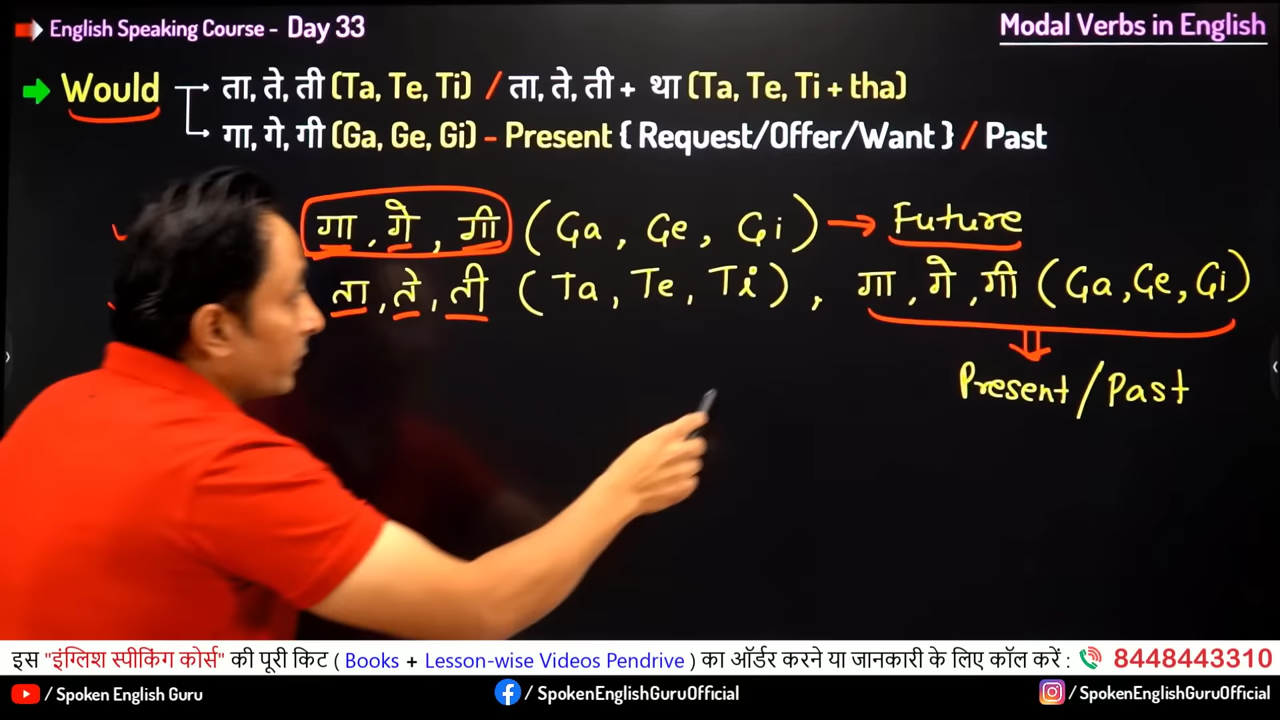 English Speaking Course - Day 33
Modal Verbs in English
Would → ता, ते, ती (Ta, Te, Ti) / ता, ते, ती + था (Ta, Te, Ti + tha)
गा, गे, गी (Ga, Ge, Gi) - Present { Request/Offer/Want } / Past
गा, गे, गी (Ga, Ge, Gi) → Future
ता, ते, ती (Ta, Te, Ti), गा, गे, गी (Ga, Ge, Gi)
Present/Past
इस "इंग्लिश स्पीकिंग कोर्स" की पूरी किट ( Books + Lesson-wise Videos Pendrive ) का ऑर्डर करने या जानकारी के लिए कॉल करें : 8448443310
/ Spoken English Guru
/ SpokenEnglishGuruOfficial
/ SpokenEnglishGuruOfficial